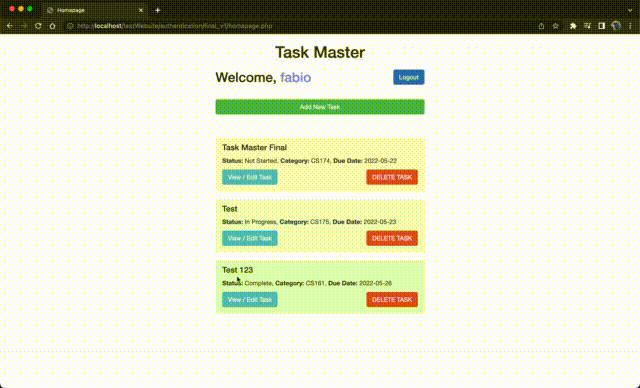 Homepage
http://localhost/taskWebsite/authentication/final_v1/homepage.php
Task Master
Welcome, fabio
Logout
Add New Task
Task Master Final
Status: Not Started, Category: CS174, Due Date: 2022-05-22
View / Edit Task
DELETE TASK
Test
Status: In Progress, Category: CS175, Due Date: 2022-05-23
View / Edit Task
DELETE TASK
Test 123
Status: Complete, Category: CS161, Due Date: 2022-05-26
View / Edit Task
DELETE TASK